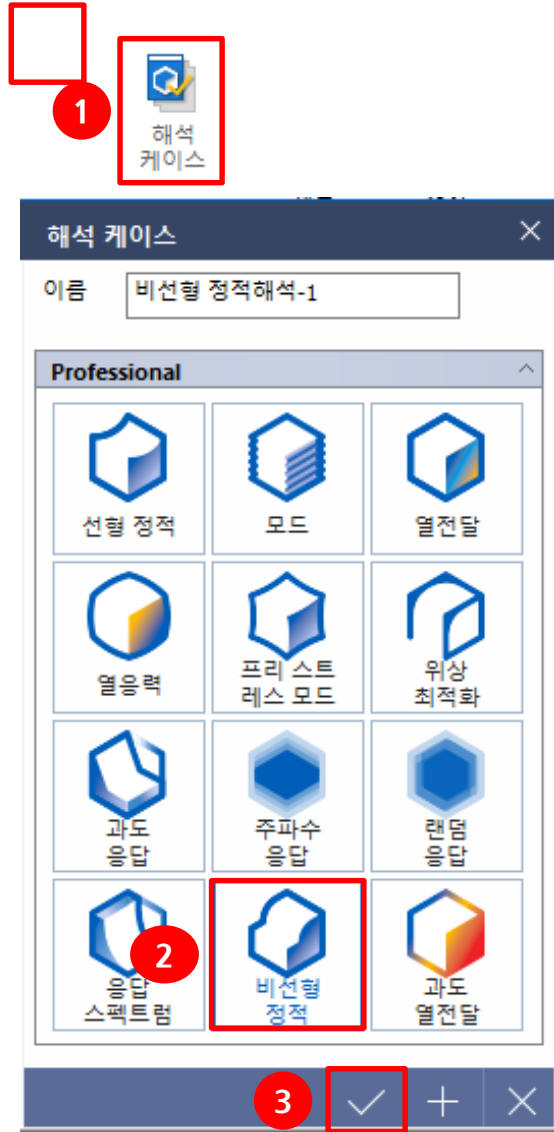 1
해석
케이스
해석 케이스
이름
비선형 정적해석-1
Professional
선형 정적
모드
열전달
열응력
프리 스트
레스 모드
위상
최적화
과도
응답
주파수
응답
랜덤
응답
2
응답
스펙트럼
비선형
정적
과도
열전달
3